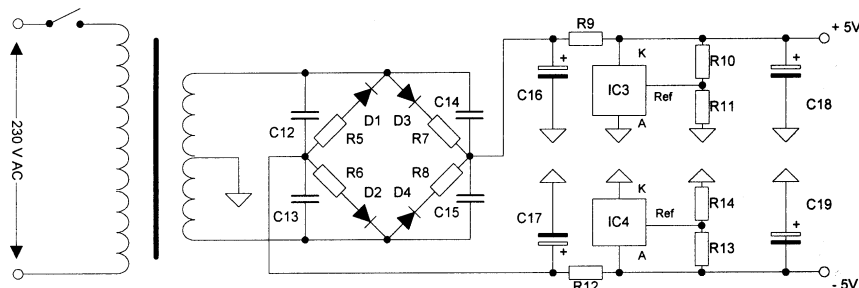 230 V AC
C12
C13
D1
D3
R5
R7
R6
R8
D2
D4
C14
C15
R9
C16
K
IC3
Ref
A
R10
R11
C18
+ 5V
C17
K
IC4
Ref
A
R14
R13
C19
R12
- 5V